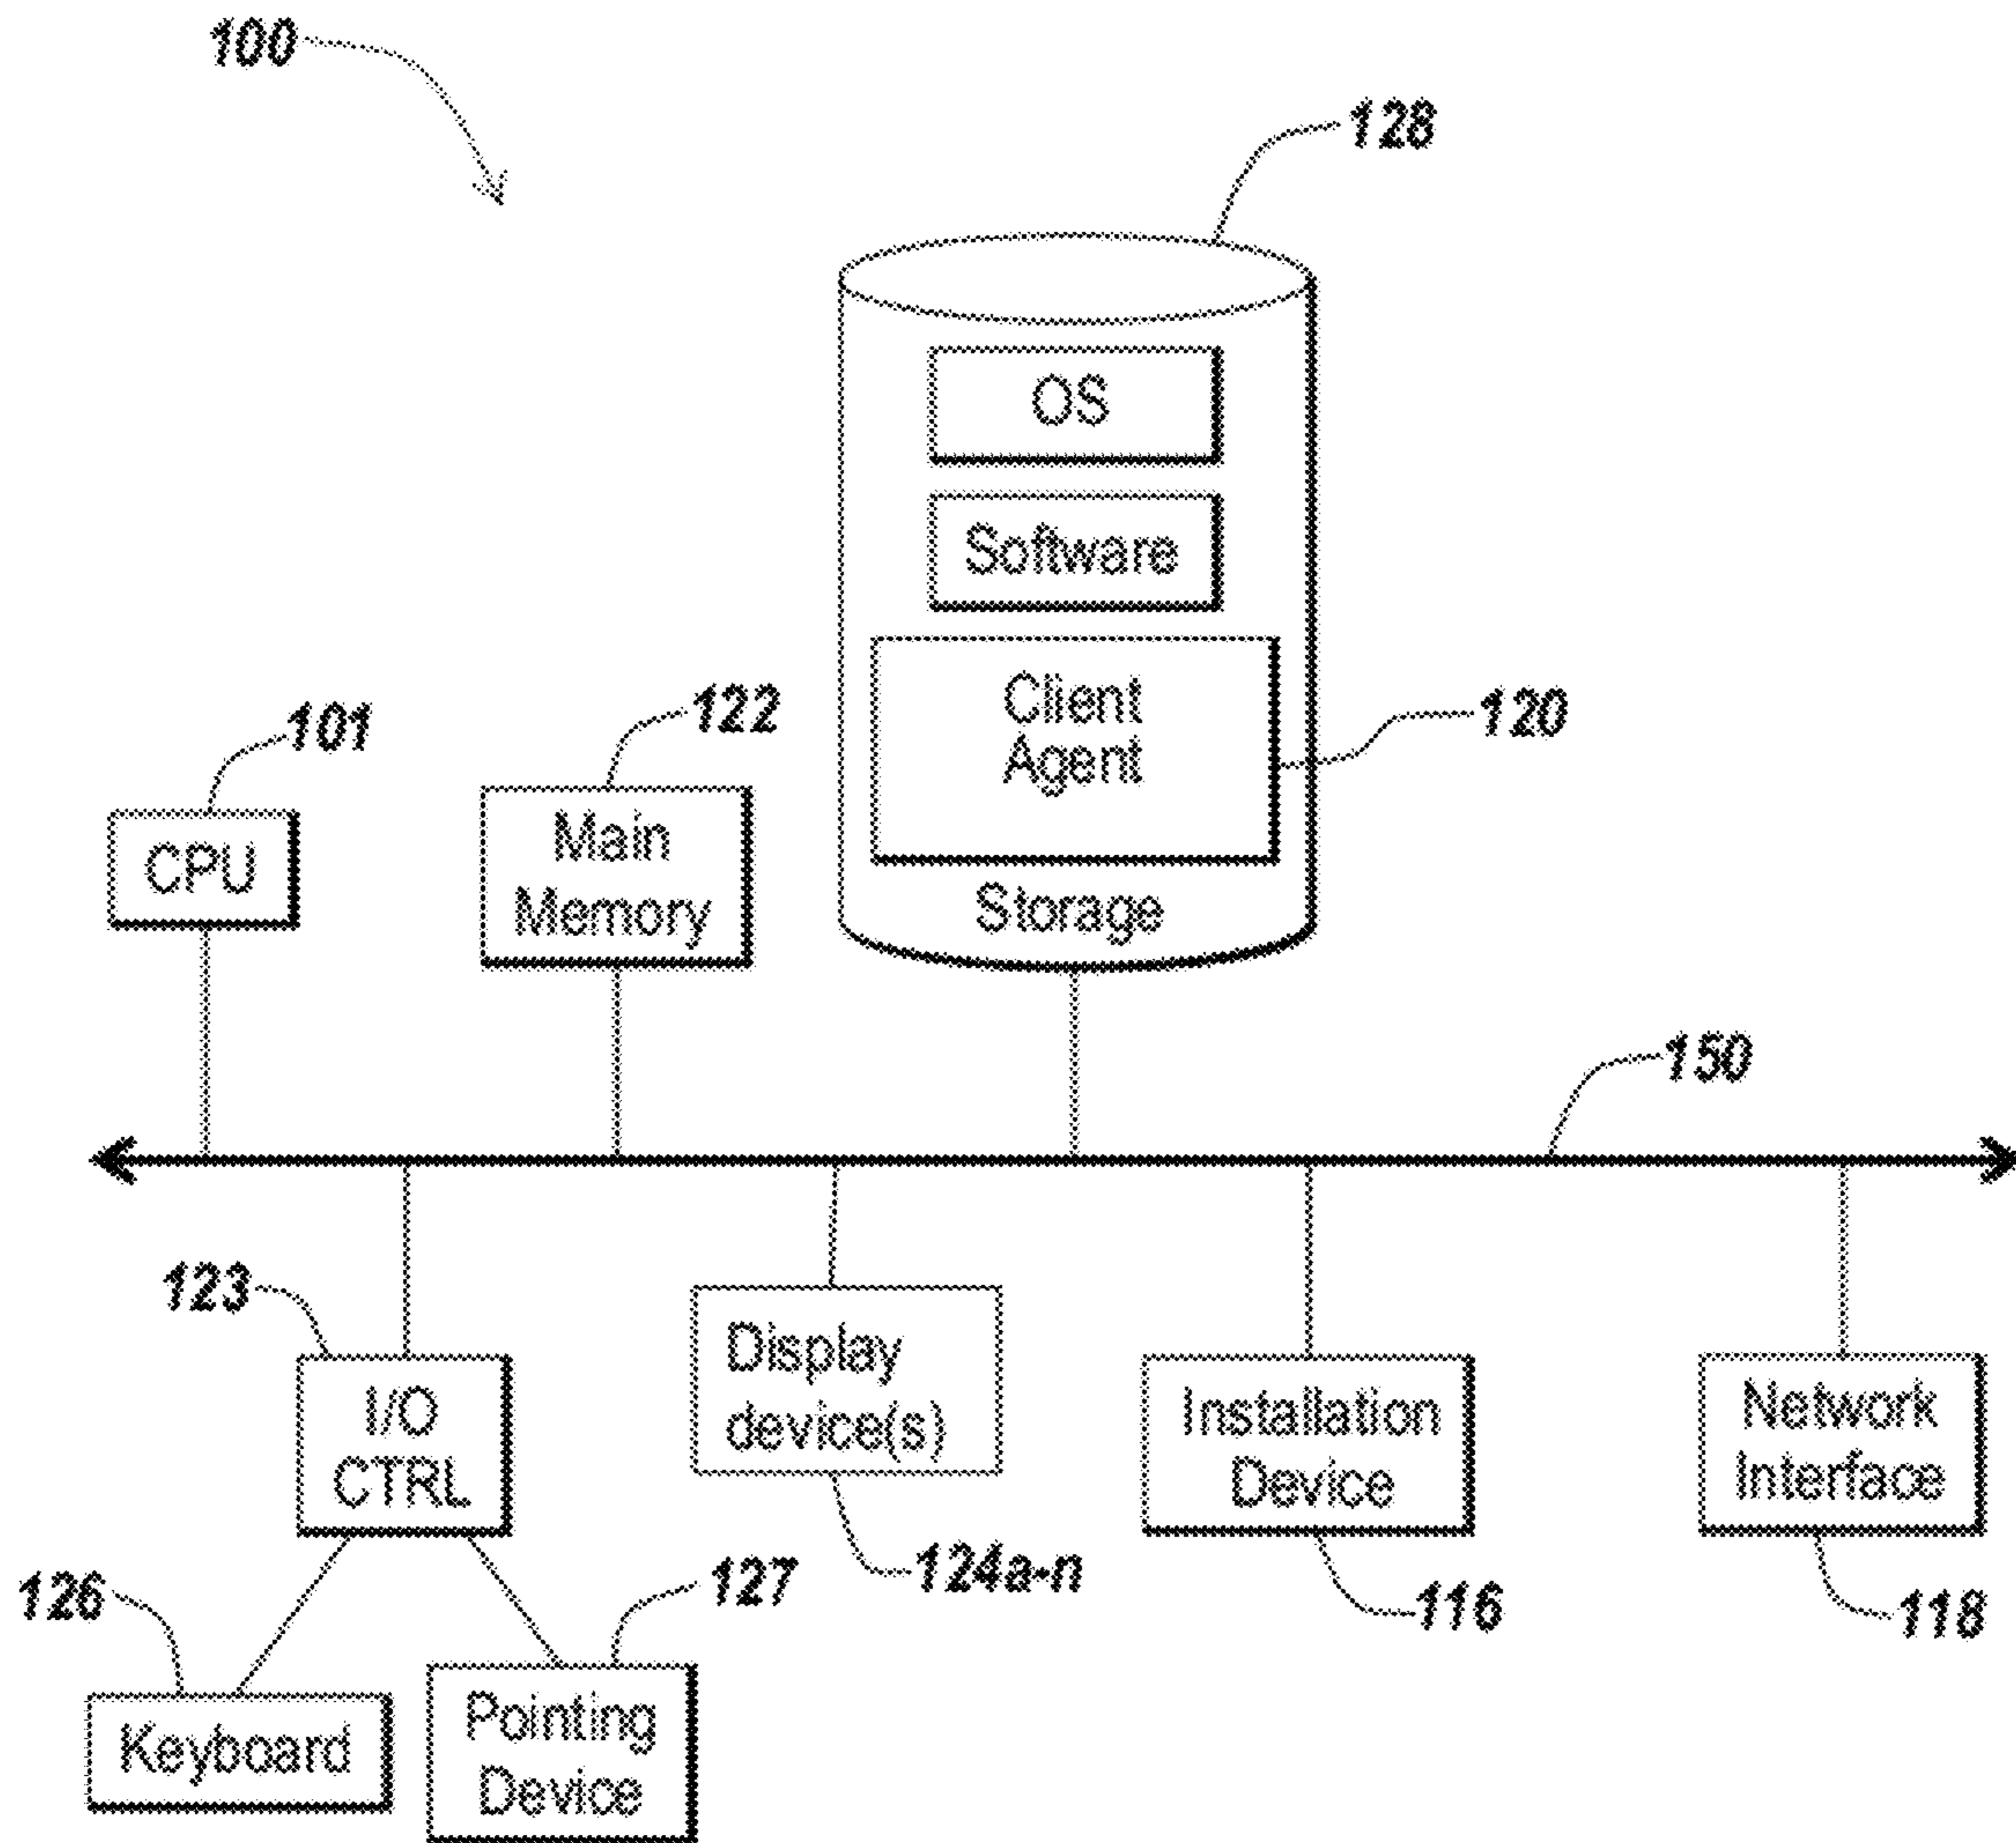 100
128
OS
Software
Client
Agent
120
Storage
101
CPU
122
Main
Memory
150
123
I/O
CTRL
Display
device(s)
124a-n
Installation
Device
116
Network
Interface
118
126
Keyboard
127
Pointing
Device